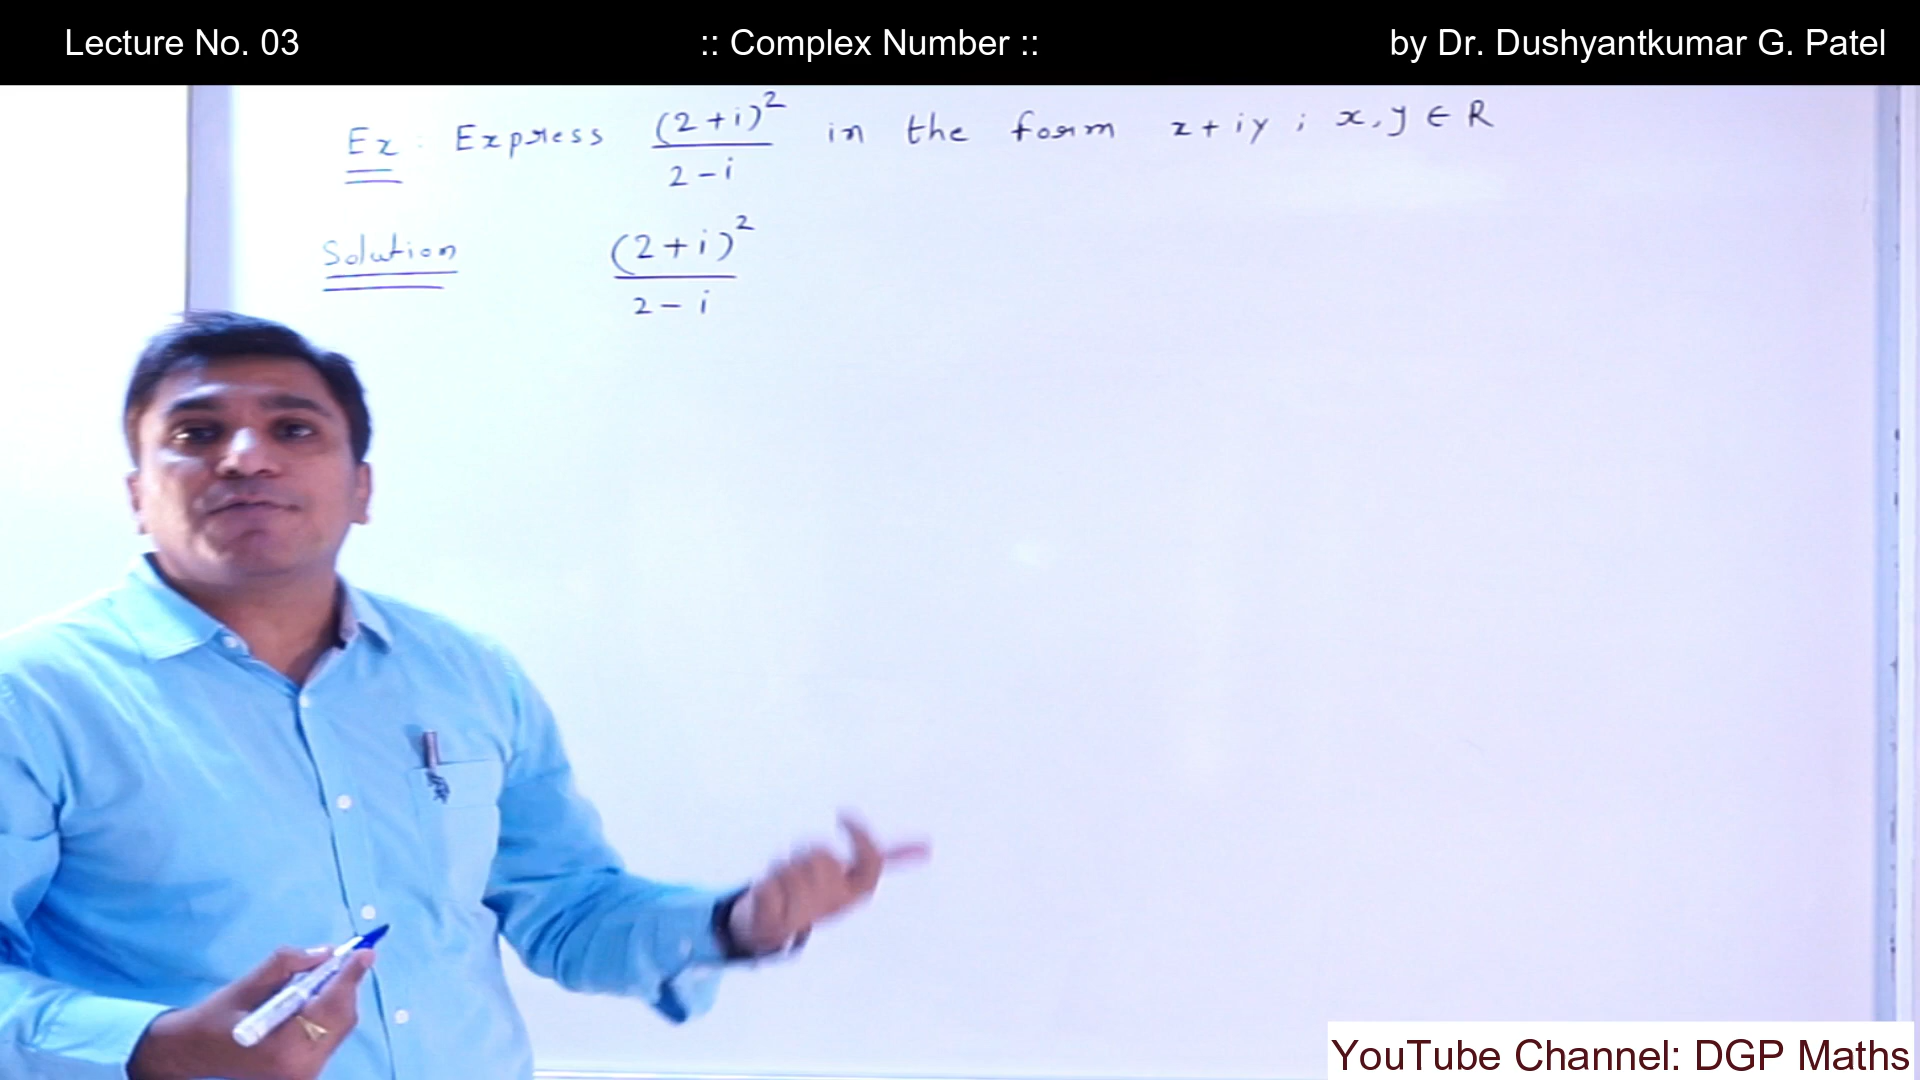 Lecture No. 03 :: Complex Number :: by Dr. Dushyantkumar G. Patel
Ex : Express (2+i)² / 2-i in the form x+iy ; x,y ∈ R
Solution (2+i)² / 2-i
YouTube Channel: DGP Maths